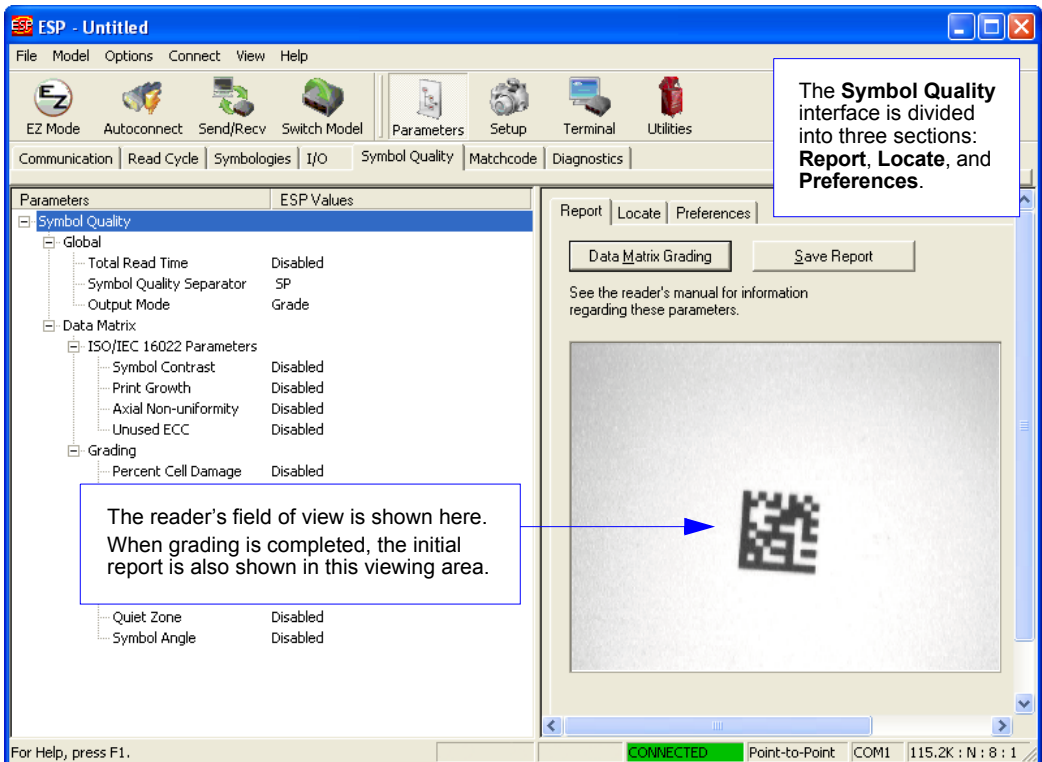 ESP - Untitled
File Model Options Connect View Help
EZ Mode Autoconnect Send/Recv Switch Model Parameters Setup Terminal Utilities
Communication Read Cycle Symbologies I/O Symbol Quality Matchcode Diagnostics
The Symbol Quality
interface is divided
into three sections:
Report, Locate, and
Preferences.
Parameters ESP Values
Symbol Quality
Global
Total Read Time Disabled
Symbol Quality Separator SP
Output Mode Grade
Data Matrix
ISO/IEC 16022 Parameters
Symbol Contrast Disabled
Print Growth Disabled
Axial Non-uniformity Disabled
Unused ECC Disabled
Grading
Percent Cell Damage Disabled
The reader's field of view is shown here.
When grading is completed, the initial
report is also shown in this viewing area.
Quiet Zone Disabled
Symbol Angle Disabled
Report Locate Preferences
Data Matrix Grading Save Report
See the reader's manual for information
regarding these parameters.
For Help, press F1. CONNECTED Point-to-Point COM1 115.2K : N : 8 : 1